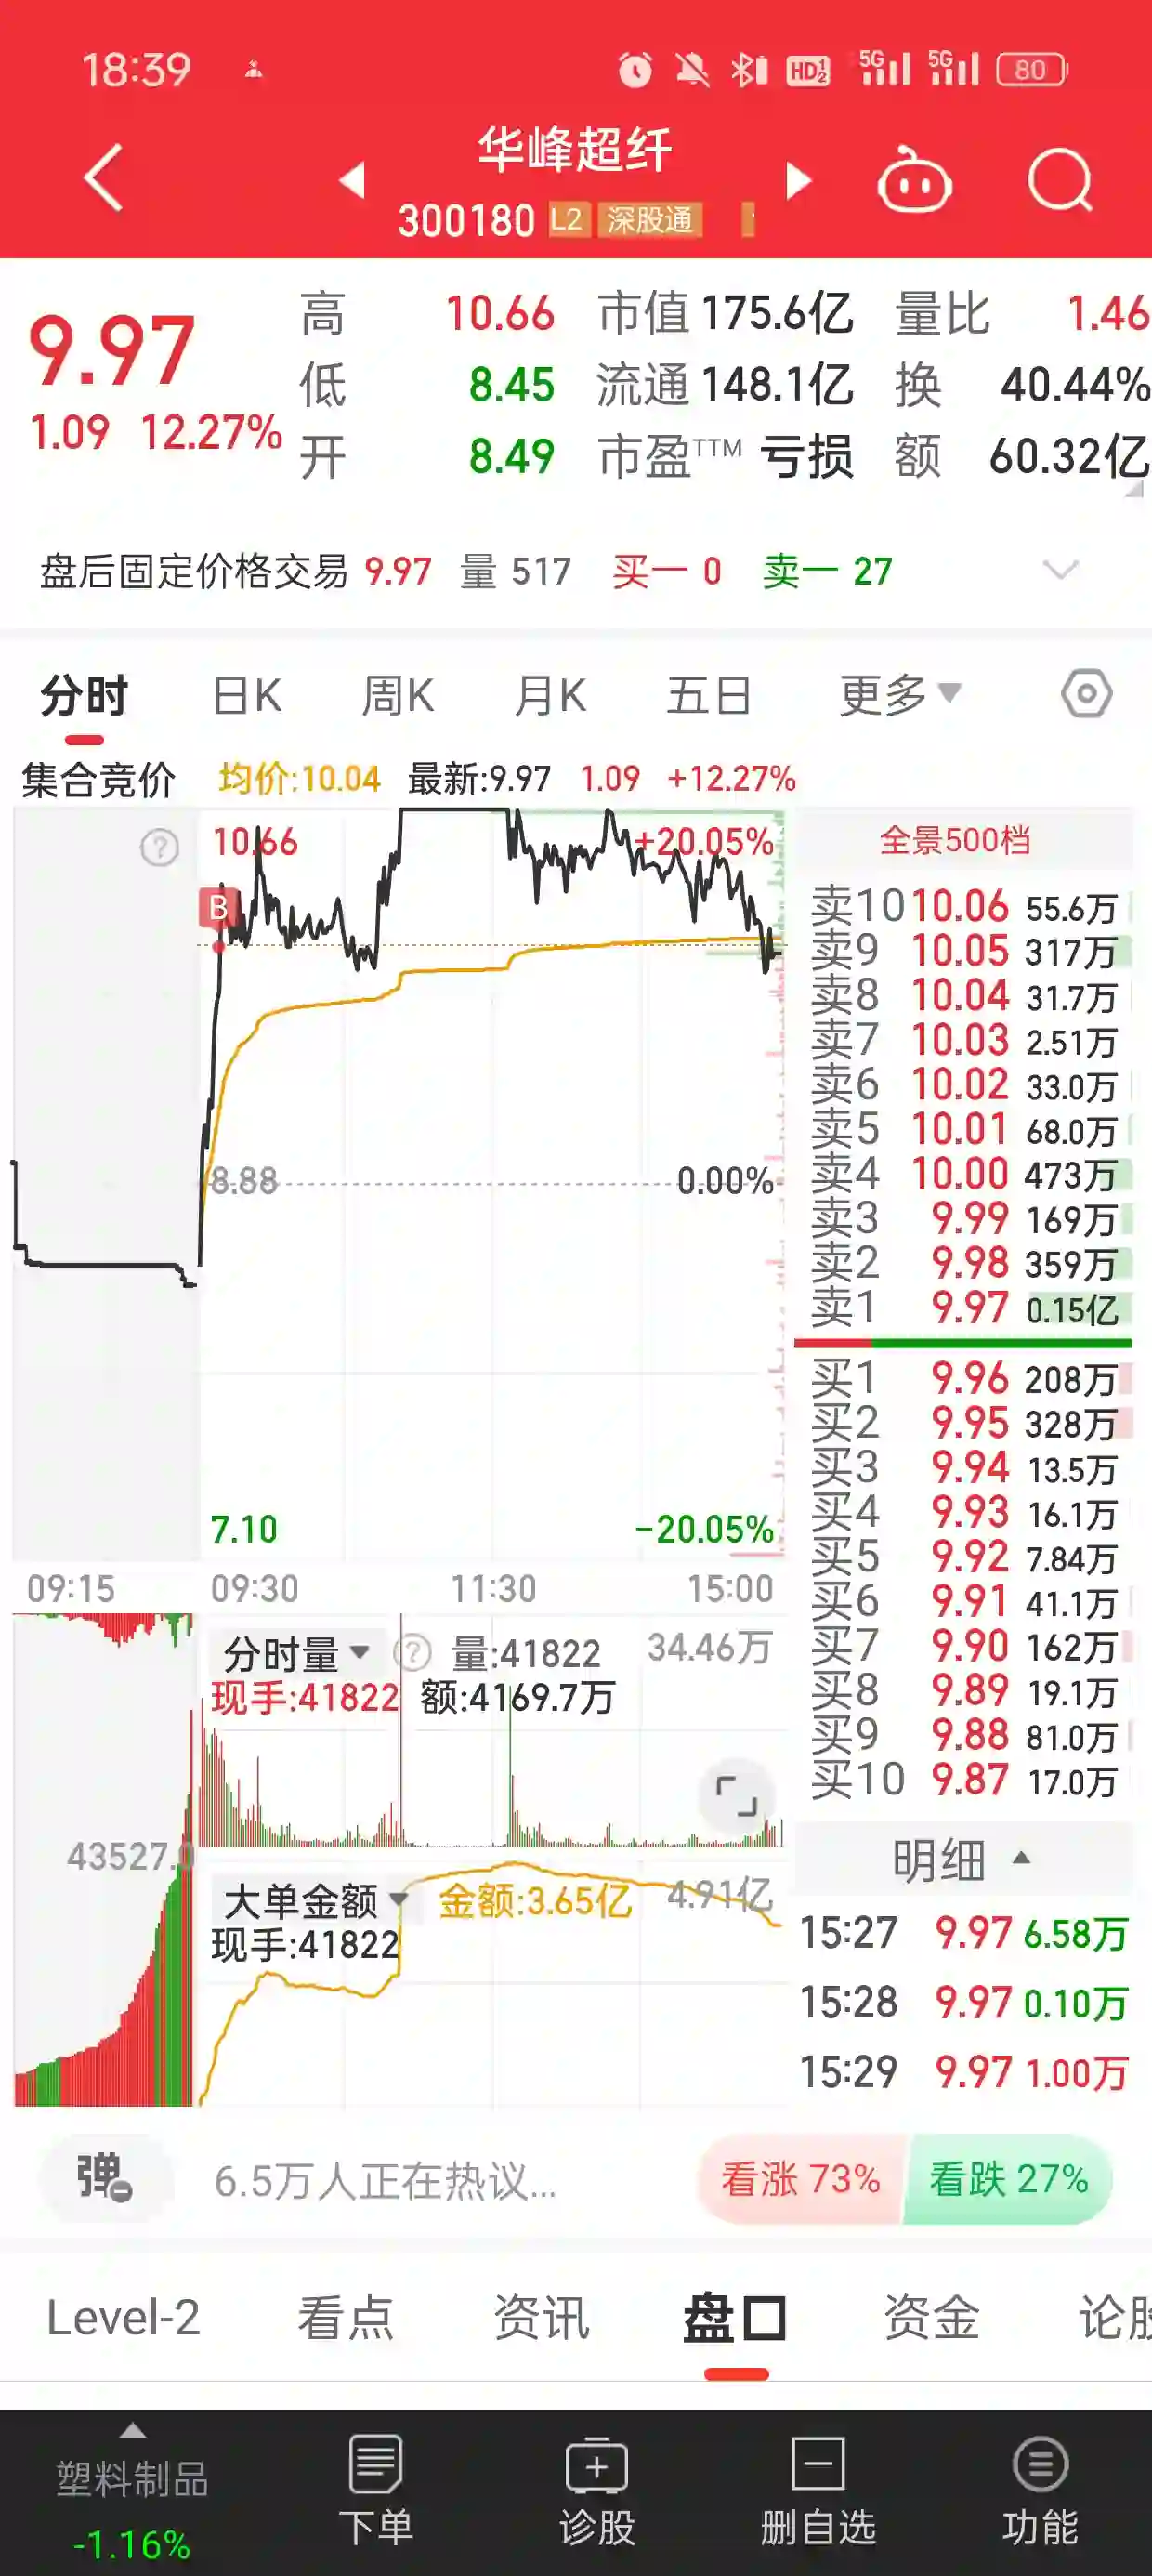 18:39 HD 1 2 5G 5G 80
华峰超纤
300180 L2 深股通
9.97
1.09 12.27%
高 10.66 市值 175.6亿 量比 1.46
低 8.45 流通 148.1亿 换 40.44%
开 8.49 市盈TTM 亏损 额 60.32亿
盘后固定价格交易 9.97 量 517 买一 0 卖一 27
分时 日K 周K 月K 五日 更多
集合竞价 均价:10.04 最新:9.97 1.09 +12.27%
? 10.66 +20.05%
B
8.88 0.00%
7.10 -20.05%
09:15 09:30 11:30 15:00
分时量 ? 量:41822 34.46万
现手:41822 额:4169.7万
43527.0
大单金额 金额:3.65亿 4.91亿
现手:41822
全景500档
卖10 10.06 55.6万
卖9 10.05 317万
卖8 10.04 31.7万
卖7 10.03 2.51万
卖6 10.02 33.0万
卖5 10.01 68.0万
卖4 10.00 473万
卖3 9.99 169万
卖2 9.98 359万
卖1 9.97 0.15亿
买1 9.96 208万
买2 9.95 328万
买3 9.94 13.5万
买4 9.93 16.1万
买5 9.92 7.84万
买6 9.91 41.1万
买7 9.90 162万
买8 9.89 19.1万
买9 9.88 81.0万
买10 9.87 17.0万
明细
15:27 9.97 6.58万
15:28 9.97 0.10万
15:29 9.97 1.00万
弹 6.5万人正在热议... 看涨 73% 看跌 27%
Level-2 看点 资讯 盘口 资金 论股
塑料制品 下单 诊股 删自选 功能
-1.16%